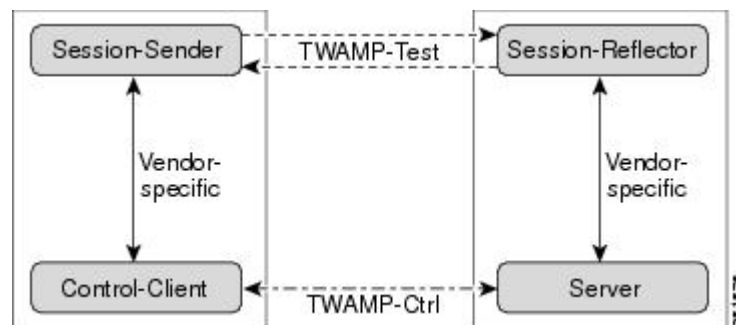 Session-Sender
TWAMP-Test
Session-Reflector
Vendor-
specific
Vendor-
specific
Control-Client
TWAMP-Ctrl
Server